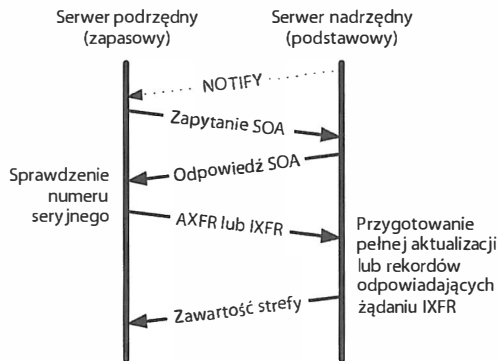 Serwer podrzędny
(zapasowy)
Serwer nadrzędny
(podstawowy)
NOTIFY
Zapytanie SOA
Odpowiedź SOA
Sprawdzenie
numeru
seryjnego
AXFR lub IXFR
Przygotowanie
pełnej aktualizacji
lub rekordów
odpowiadających
żądaniu IXFR
Zawartość strefy